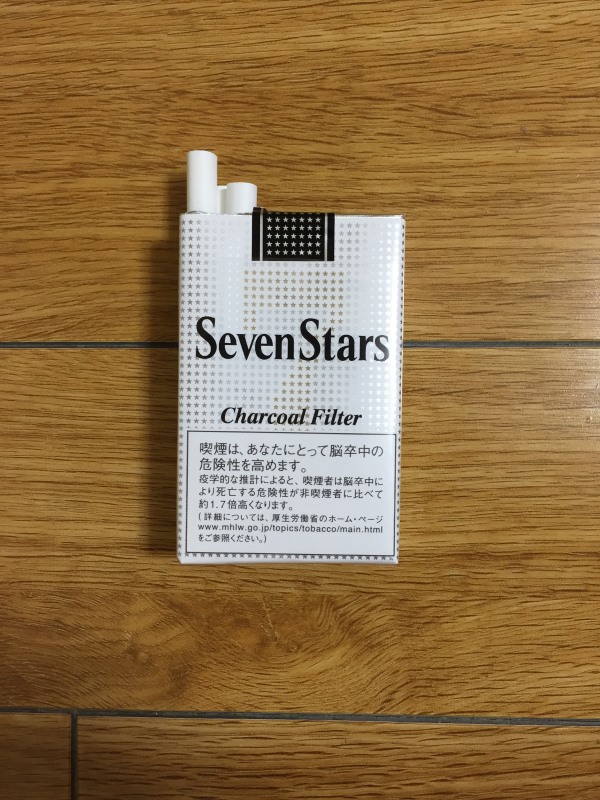 SevenStars
Charcoal Filter
喫煙は、あなたにとって脳卒中の
危険性を高めます。
疫学的な推計によると、喫煙者は脳卒中に
より死亡する危険性が非喫煙者に比べて
約1.7倍高くなります。
(詳細については、厚生労働省のホーム・ページ
www.mhlw.go.jp/topics/tobacco/main.html
をご参照ください。)